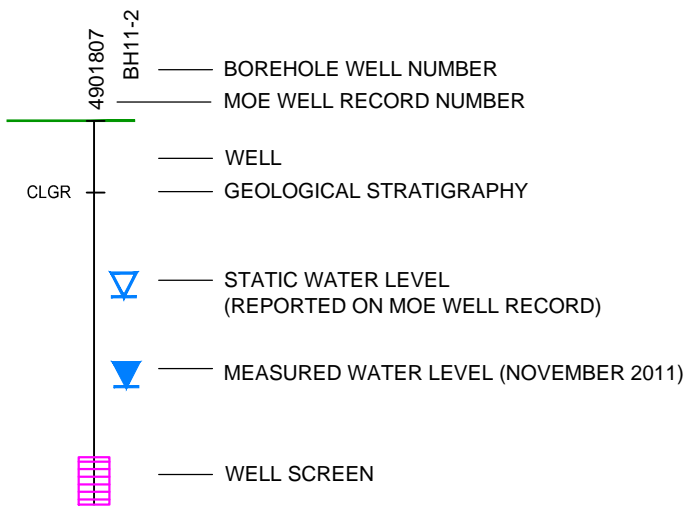 4901807
BH11-2
BOREHOLE WELL NUMBER
MOE WELL RECORD NUMBER
WELL
CLGR
GEOLOGICAL STRATIGRAPHY
STATIC WATER LEVEL
(REPORTED ON MOE WELL RECORD)
MEASURED WATER LEVEL (NOVEMBER 2011)
WELL SCREEN